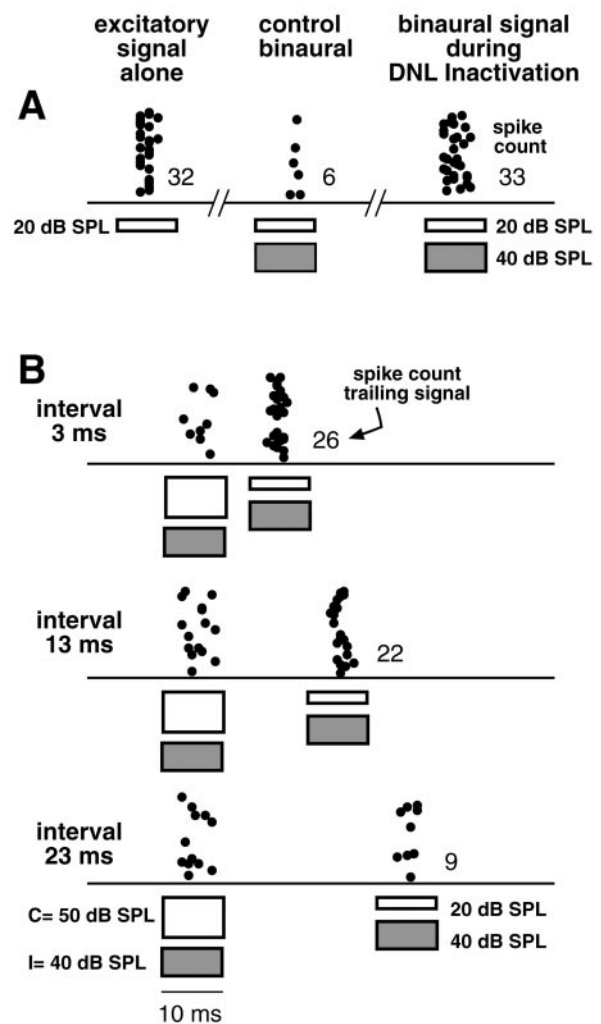 excitatory
signal
alone
control
binaural
binaural signal
during
DNL Inactivation
A
spike
count
32
6
33
20 dB SPL
20 dB SPL
40 dB SPL
B
interval
3 ms
spike count
trailing signal
26
interval
13 ms
22
interval
23 ms
9
C= 50 dB SPL
20 dB SPL
I= 40 dB SPL
40 dB SPL
10 ms